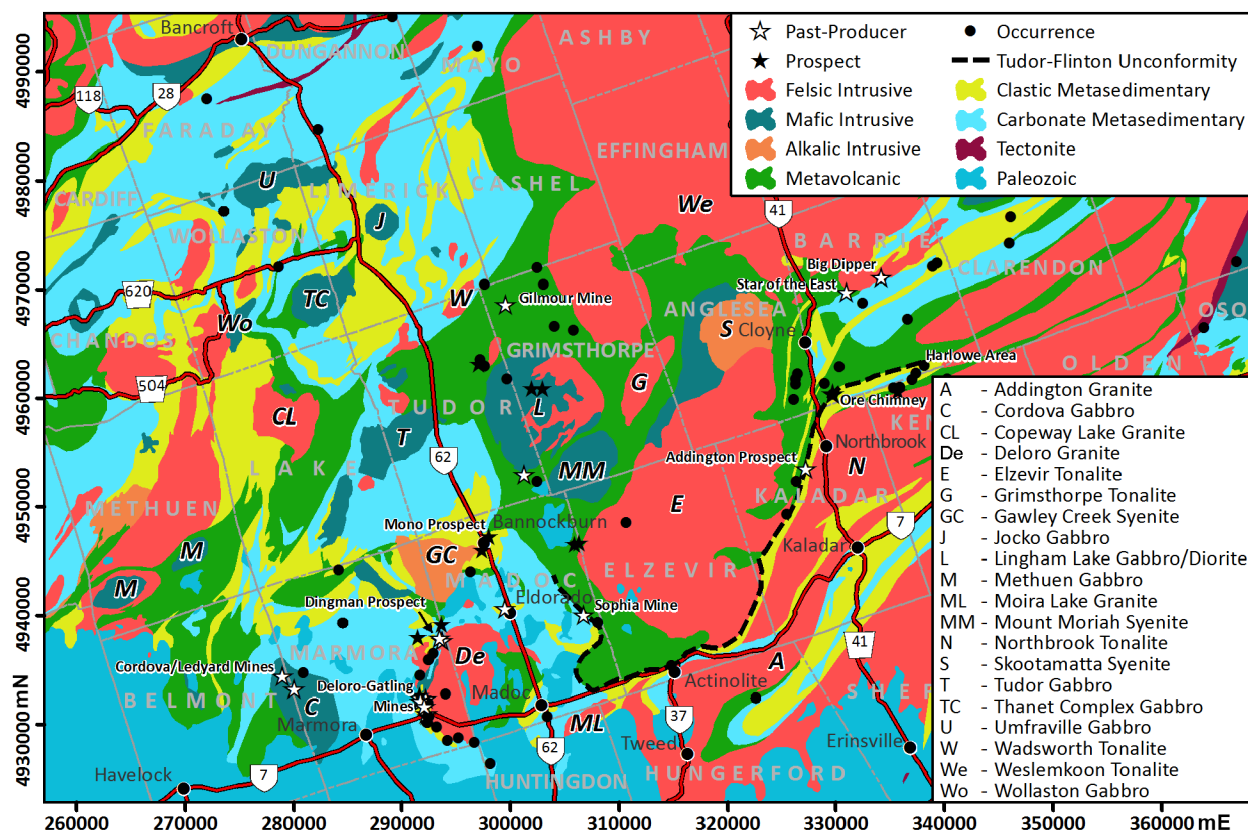 Bancroft
DUNGANNON
MAYO
ASHBY
118
28
FARADAY
EFFINGHAM
CARDIFF
U
LIMERICK
CASHEL
We
41
WOLLASTON
J
BARRIE
Big Dipper
CLARENDON
Star of the East
620
TC
W
Gilmour Mine
ANGLESEA
OSO
Wo
S
Cloyne
CHANDOS
GRIMSTHORPE
Harlowe Area
OLDEN
504
G
Ore Chimney
CL
TUDOR
L
KEN
T
Northbrook
LAKE
62
MM
Addington Prospect
N
KALADAR
METHUEN
E
Mono Prospect
Bannockburn
7
M
GC
Kaladar
M
MADOC
ELZEVIR
Dingman Prospect
Eldorado
Sophia Mine
41
MARMORA
De
A
Cordova/Ledyard Mines
Deloro-Gatling
Mines
Madoc
Actinolite
SHER
BELMONT
C
Marmora
ML
37
Tweed
Erinsville
62
Havelock
7
HUNTINGDON
HUNGERFORD
Past-Producer
Occurrence
Prospect
Tudor-Flinton Unconformity
Felsic Intrusive
Clastic Metasedimentary
Mafic Intrusive
Carbonate Metasedimentary
Alkalic Intrusive
Tectonite
Metavolcanic
Paleozoic
A - Addington Granite
C - Cordova Gabbro
CL - Copeway Lake Granite
De - Deloro Granite
E - Elzevir Tonalite
G - Grimsthorpe Tonalite
GC - Gawley Creek Syenite
J - Jocko Gabbro
L - Lingham Lake Gabbro/Diorite
M - Methuen Gabbro
ML - Moira Lake Granite
MM - Mount Moriah Syenite
N - Northbrook Tonalite
S - Skootamatta Syenite
T - Tudor Gabbro
TC - Thanet Complex Gabbro
U - Umfraville Gabbro
W - Wadsworth Tonalite
We - Weslemkoon Tonalite
Wo - Wollaston Gabbro
4990000
4980000
4970000
4960000
4950000
4940000
4930000 mN
260000 270000 280000 290000 300000 310000 320000 330000 340000 350000 360000 mE